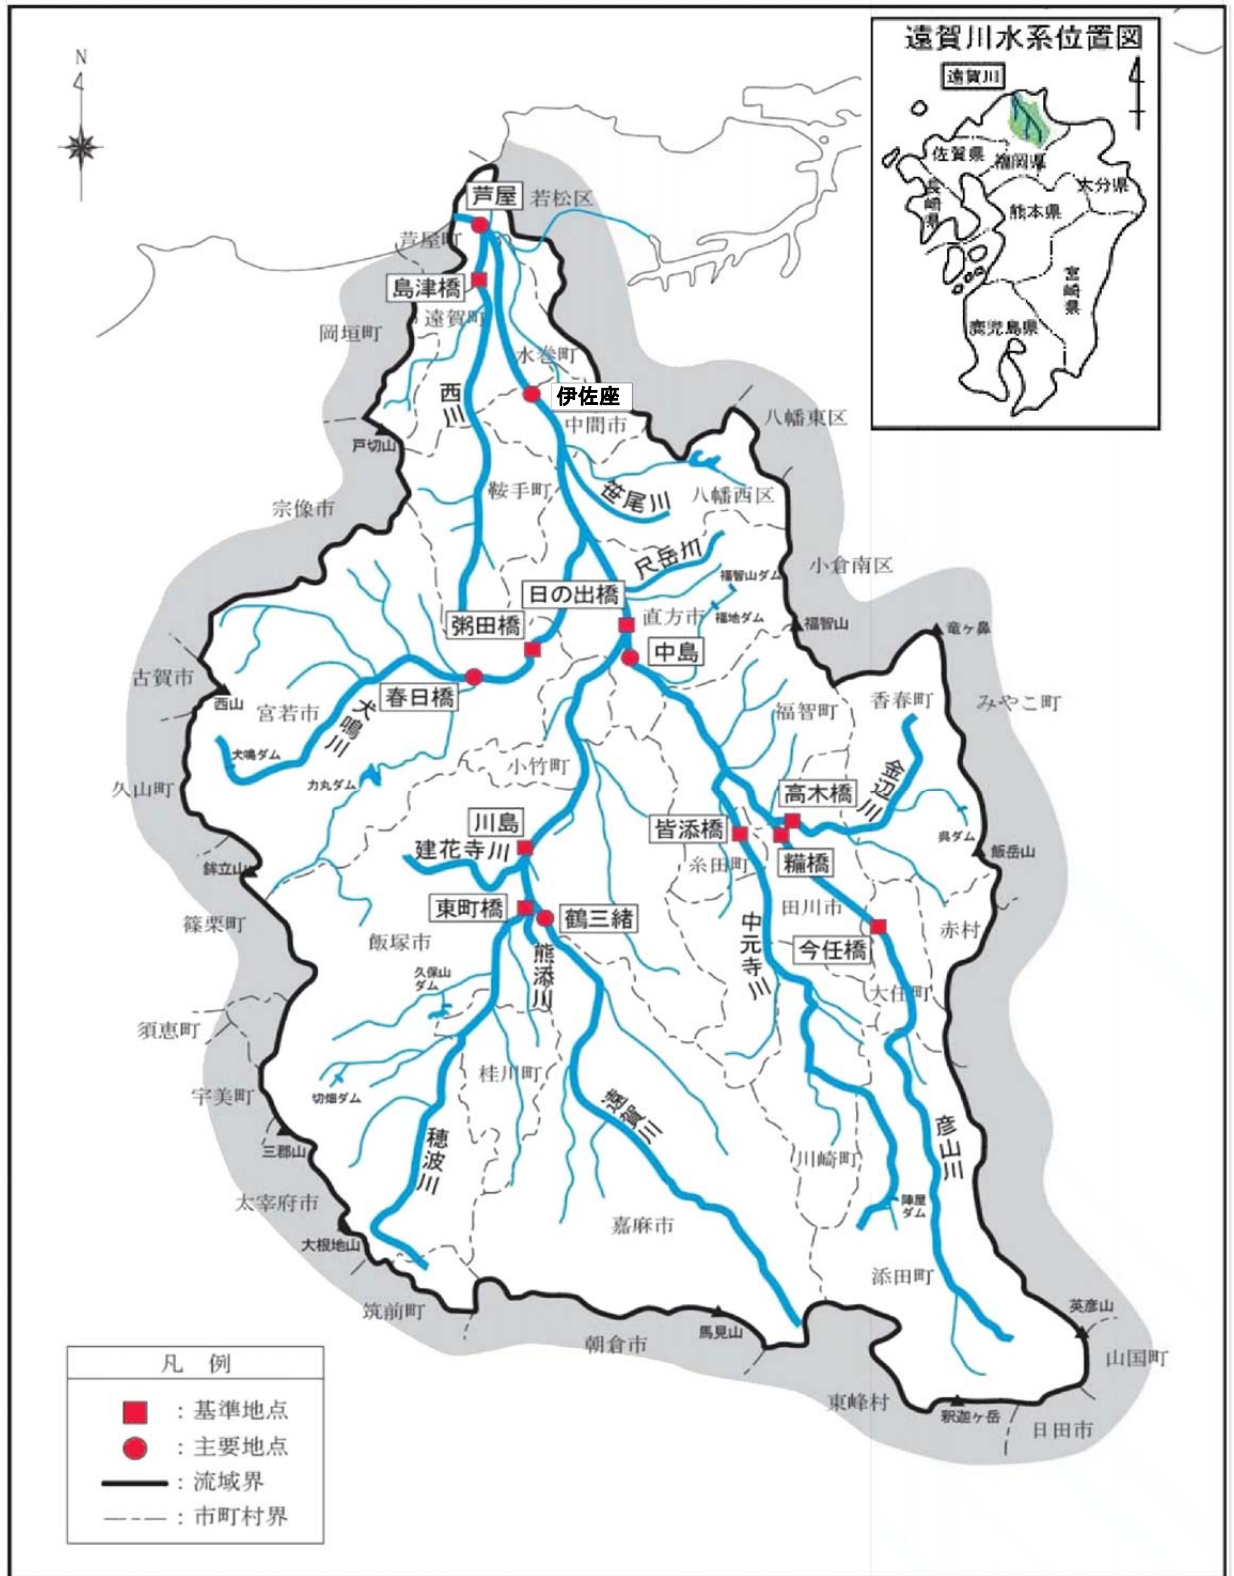 遠賀川水系位置図
遠賀川
佐賀県
福岡県
大分県
長崎県
熊本県
宮崎県
鹿児島県
N
芦屋
若松区
芦屋町
島津橋
遠賀町
岡垣町
水巻町
西川
伊佐座
中間市
八幡東区
戸切山
鞍手町
笹尾川
八幡西区
宗像市
尺岳川
小倉南区
福智山ダム
日の出橋
直方市
福地ダム
福智山
竜ヶ鼻
粥田橋
中島
古賀市
西山
春日橋
香春町
みやこ町
宮若市
犬鳴川
福智町
犬鳴ダム
小竹町
金辺川
久山町
力丸ダム
高木橋
川島
皆添橋
呉ダム
建花寺川
糒橋
飯岳山
鉾立山
糸田町
東町橋
鶴三緒
田川市
篠栗町
飯塚市
中元寺川
今任橋
赤村
熊添川
久保山
ダム
大任町
須恵町
桂川町
宇美町
切畑ダム
遠賀川
彦山川
三郡山
穂波川
川崎町
太宰府市
陣屋
ダム
大根地山
嘉麻市
添田町
筑前町
馬見山
英彦山
朝倉市
山国町
東峰村
釈迦ヶ岳
日田市
凡 例
：基準地点
：主要地点
：流域界
：市町村界